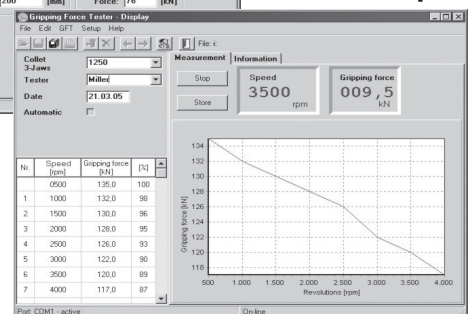 200 [mm] Force: 76 [kN]
Gripping Force Tester - Display
File Edit GFT Setup Help
File: i:
Collet
3-Jaws
1250
Tester
Miller
Date
21.03.05
Automatic
Nr. Speed [rpm] Gripping force [kN] [%]
0500 135,0 100
1 1000 132,0 98
2 1500 130,0 96
3 2000 128,0 95
4 2500 126,0 93
5 3000 122,0 90
6 3500 120,0 89
7 4000 117,0 87
Measurement Information
Stop
Store
Speed
3500
rpm
Gripping force
009,5
kN
Gripping force [kN]
134
132
130
128
126
124
122
120
118
500 1.000 1.500 2.000 2.500 3.000 3.500 4.000
Revolutions [rpm]
Port: COM1 - active On-line